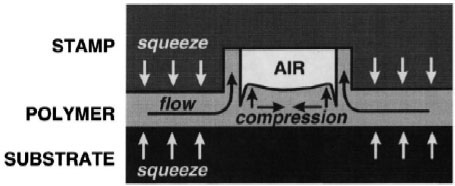 STAMP squeeze
AIR
flow
POLYMER compression
SUBSTRATE
squeeze